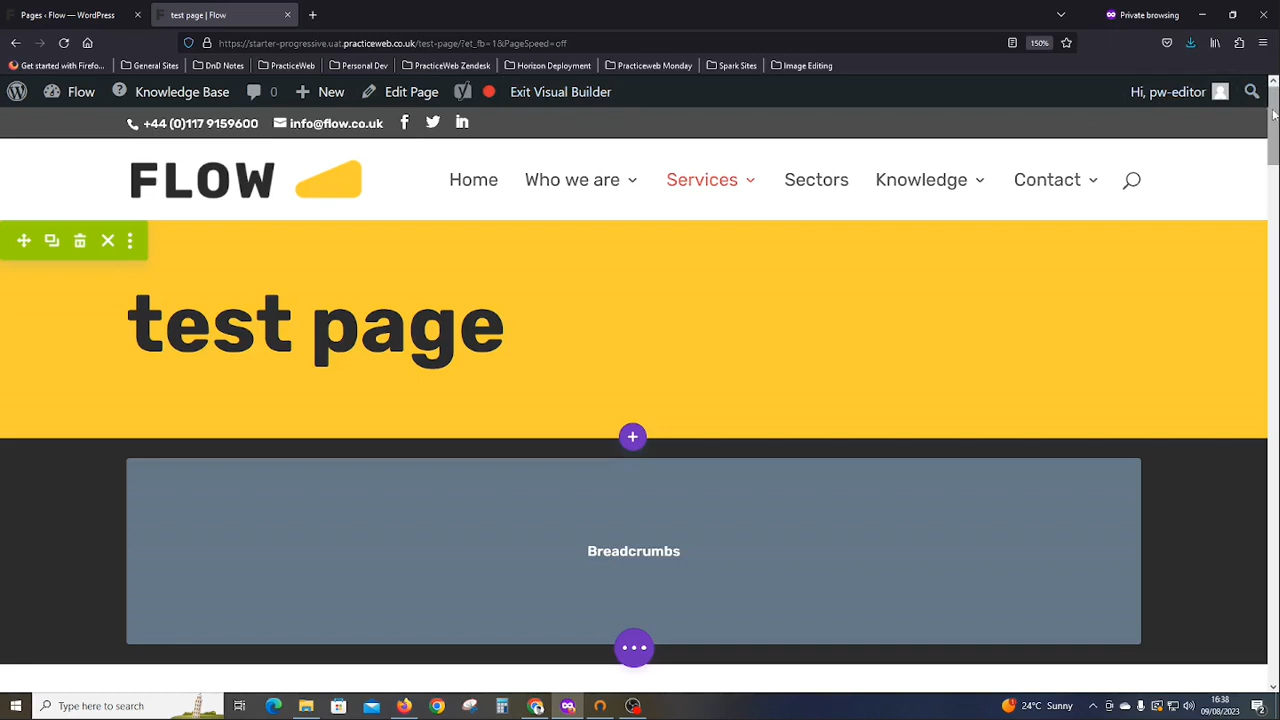 Pages ‹ Flow — WordPress
test page | Flow
Private browsing
https://starter-progressive.uat.practiceweb.co.uk/test-page/?et_fb=1&PageSpeed=off
150%
Get started with Firefo...
General Sites
DnD Notes
PracticeWeb
Personal Dev
PracticeWeb Zendesk
Horizon Deployment
Practiceweb Monday
Spark Sites
Image Editing
Flow
Knowledge Base
0
New
Edit Page
Exit Visual Builder
Hi, pw-editor
+44 (0)117 9159600
info@flow.co.uk
FLOW
Home
Who we are
Services
Sectors
Knowledge
Contact
test page
Breadcrumbs
Type here to search
24°C Sunny
16:38
09/08/2023
2